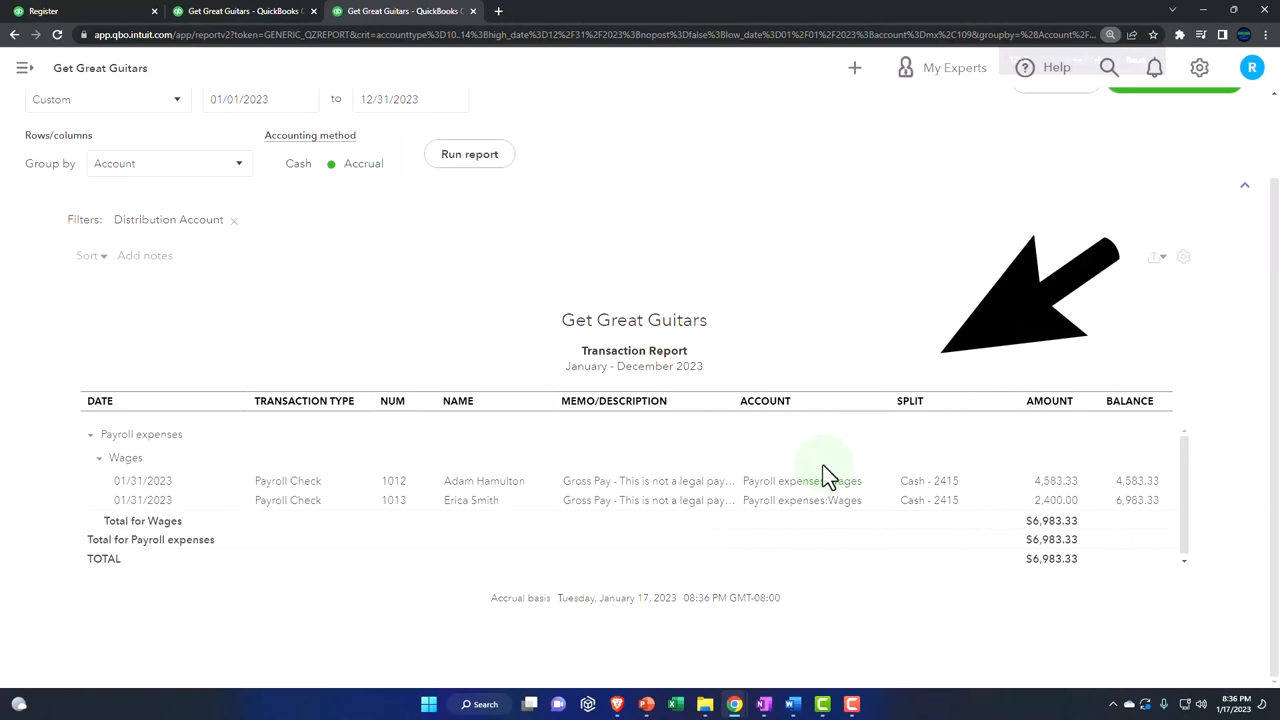 Register
Get Great Guitars - QuickBooks C
Get Great Guitars - QuickBooks C
app.qbo.intuit.com/app/reportv2?token=GENERIC_QZREPORT&crit=accounttype%3D10..14%3Bhigh_date%3D12%2F31%2F2023%3Bnopost%3Dfalse%3Blow_date%3D01%2F01%2F2023%3Baccount%3Dmx%2C109&groupby=%28Account%28...
Get Great Guitars
My Experts
Help
Custom
01/01/2023
to
12/31/2023
Rows/columns
Accounting method
Group by
Account
Cash
Accrual
Run report
Filters: Distribution Account
Sort
Add notes
Get Great Guitars
Transaction Report
January - December 2023
DATE TRANSACTION TYPE NUM NAME MEMO/DESCRIPTION ACCOUNT SPLIT AMOUNT BALANCE
Payroll expenses
Wages
01/31/2023 Payroll Check 1012 Adam Hamilton Gross Pay - This is not a legal pay... Payroll expenses:Wages Cash - 2415 4,583.33 4,583.33
01/31/2023 Payroll Check 1013 Erica Smith Gross Pay - This is not a legal pay... Payroll expenses:Wages Cash - 2415 2,400.00 6,983.33
Total for Wages $6,983.33
Total for Payroll expenses $6,983.33
TOTAL $6,983.33
Accrual basis Tuesday, January 17, 2023 08:36 PM GMT-08:00
Search
8:36 PM
1/17/2023
R